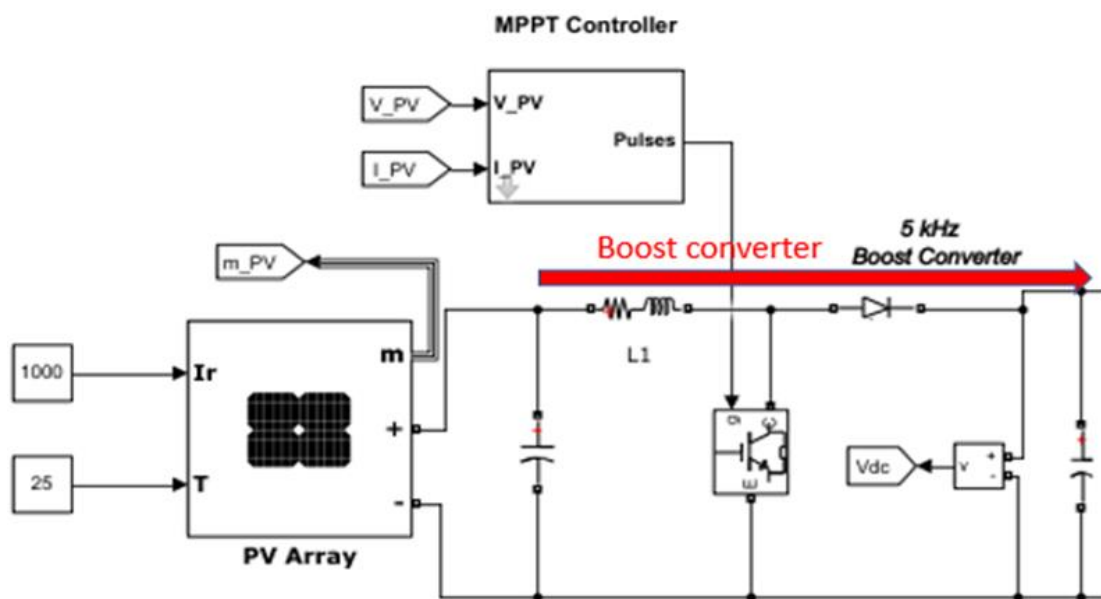 MPPT Controller
V_PV
V_PV
Pulses
I_PV
I_PV
m_PV
Boost converter
5 kHz
Boost Converter
m
L1
1000
Ir
+
g
C
25
T
-
E
Vdc
v
+
-
PV Array